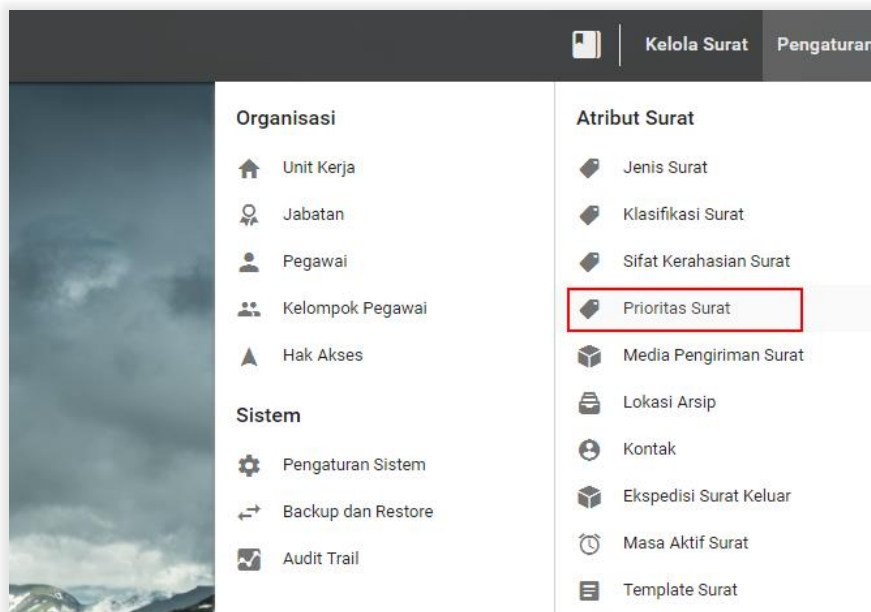 Kelola Surat
Pengaturan
Organisasi
Unit Kerja
Jabatan
Pegawai
Kelompok Pegawai
Hak Akses
Sistem
Pengaturan Sistem
Backup dan Restore
Audit Trail
Atribut Surat
Jenis Surat
Klasifikasi Surat
Sifat Kerahasian Surat
Prioritas Surat
Media Pengiriman Surat
Lokasi Arsip
Kontak
Ekspedisi Surat Keluar
Masa Aktif Surat
Template Surat